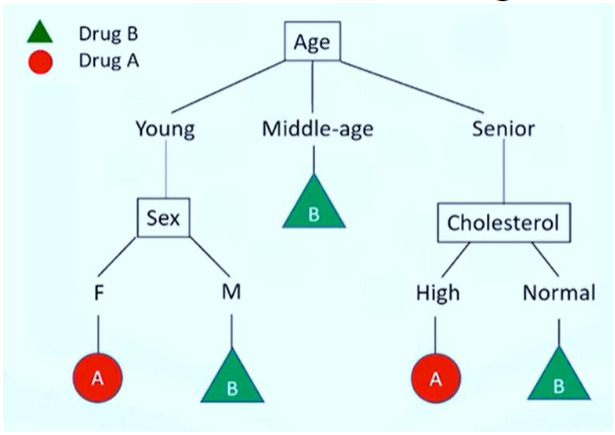 Drug B
Drug A
Age
Young Middle-age Senior
B
Sex Cholesterol
F M High Normal
A B A B